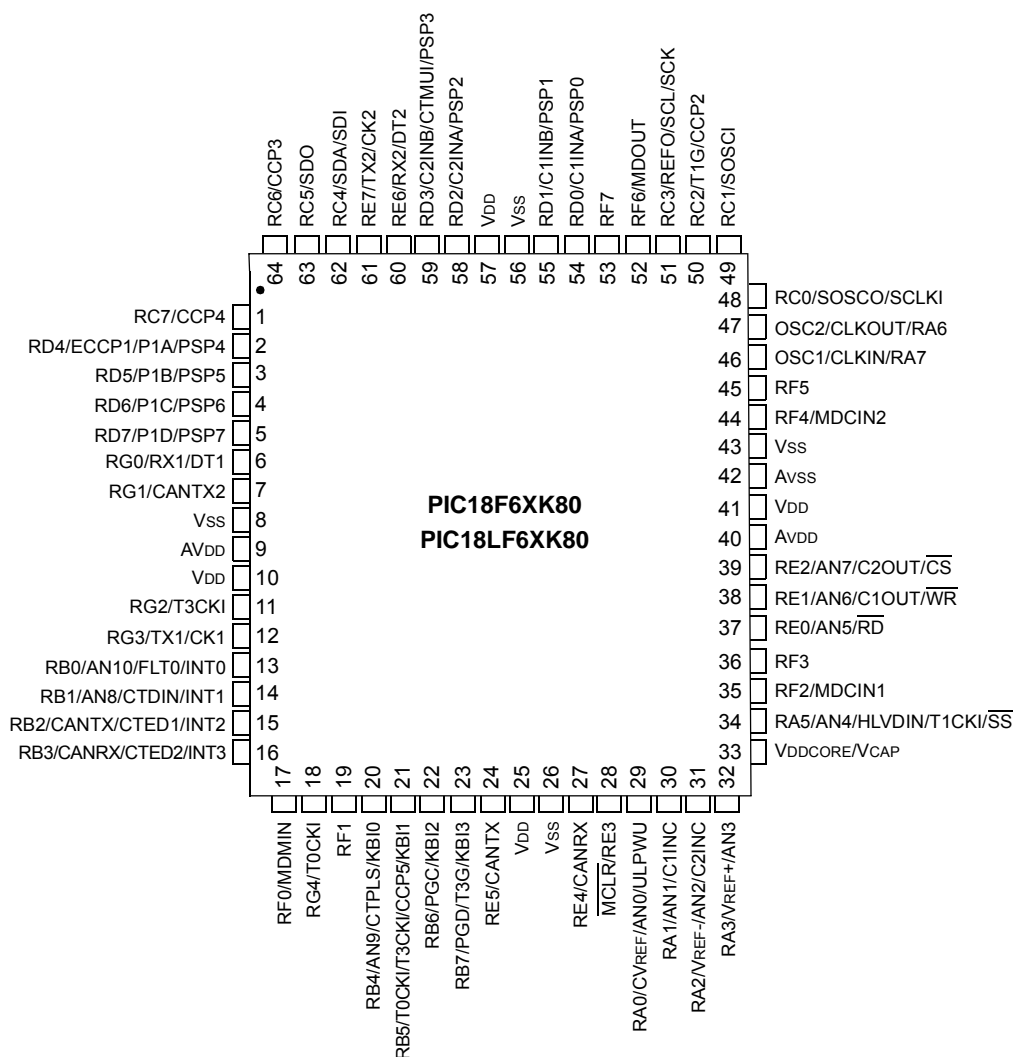 RC6/CCP3
RC5/SDO
RC4/SDA/SDI
RE7/TX2/CK2
RE6/RX2/DT2
RD3/C2INB/CTMUI/PSP3
RD2/C2INA/PSP2
VDD
VSS
RD1/C1INB/PSP1
RD0/C1INA/PSP0
RF7
RF6/MDOUT
RC3/REFO/SCL/SCK
RC2/T1G/CCP2
RC1/SOSCI
64
63
62
61
60
59
58
57
56
55
54
53
52
51
50
49
RC7/CCP4 1
RD4/ECCP1/P1A/PSP4 2
RD5/P1B/PSP5 3
RD6/P1C/PSP6 4
RD7/P1D/PSP7 5
RG0/RX1/DT1 6
RG1/CANTX2 7
VSS 8
AVDD 9
VDD 10
RG2/T3CKI 11
RG3/TX1/CK1 12
RB0/AN10/FLT0/INT0 13
RB1/AN8/CTDIN/INT1 14
RB2/CANTX/CTED1/INT2 15
RB3/CANRX/CTED2/INT3 16
PIC18F6XK80
PIC18LF6XK80
48 RC0/SOSCO/SCLKI
47 OSC2/CLKOUT/RA6
46 OSC1/CLKIN/RA7
45 RF5
44 RF4/MDCIN2
43 VSS
42 AVSS
41 VDD
40 AVDD
39 RE2/AN7/C2OUT/CS
38 RE1/AN6/C1OUT/WR
37 RE0/AN5/RD
36 RF3
35 RF2/MDCIN1
34 RA5/AN4/HLVDIN/T1CKI/SS
33 VDDCORE/VCAP
17
18
19
20
21
22
23
24
25
26
27
28
29
30
31
32
RF0/MDMIN
RG4/T0CKI
RF1
RB4/AN9/CTPLS/KBI0
RB5/T0CKI/T3CKI/CCP5/KBI1
RB6/PGC/KBI2
RB7/PGD/T3G/KBI3
RE5/CANTX
VDD
VSS
RE4/CANRX
MCLR/RE3
RA0/CVREF/AN0/ULPWU
RA1/AN1/C1INC
RA2/VREF-/AN2/C2INC
RA3/VREF+/AN3